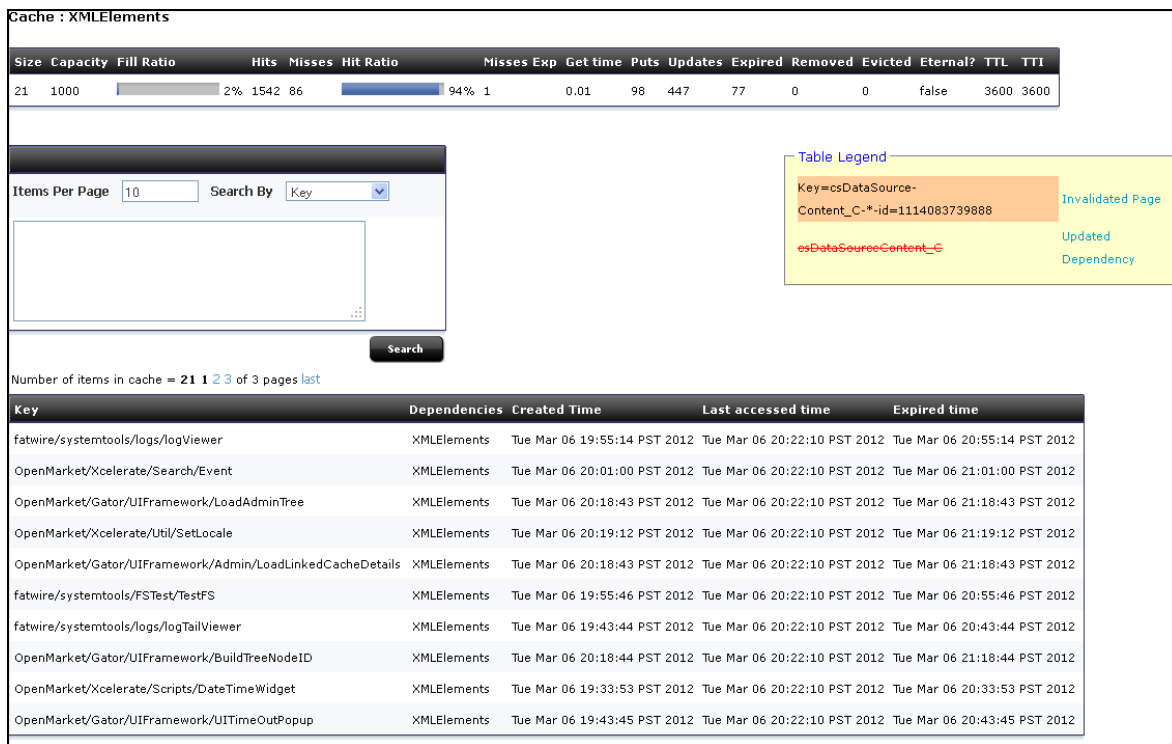 Cache : XMLElements
Size Capacity Fill Ratio Hits Misses Hit Ratio Misses Exp Get time Puts Updates Expired Removed Evicted Eternal? TTL TTI
21 1000 2% 1542 86 94% 1 0.01 98 447 77 0 0 false 3600 3600
Items Per Page 10 Search By Key
Search
Table Legend
Key=csDataSource-
Content_C-*-id=1114083739888
Invalidated Page
csDataSourceContent_C
Updated
Dependency
Number of items in cache = 21 1 2 3 of 3 pages last
Key Dependencies Created Time Last accessed time Expired time
fatwire/systemtools/logs/logViewer XMLElements Tue Mar 06 19:55:14 PST 2012 Tue Mar 06 20:22:10 PST 2012 Tue Mar 06 20:55:14 PST 2012
OpenMarket/Xcelerate/Search/Event XMLElements Tue Mar 06 20:01:00 PST 2012 Tue Mar 06 20:22:10 PST 2012 Tue Mar 06 21:01:00 PST 2012
OpenMarket/Gator/UIFramework/LoadAdminTree XMLElements Tue Mar 06 20:18:43 PST 2012 Tue Mar 06 20:22:10 PST 2012 Tue Mar 06 21:18:43 PST 2012
OpenMarket/Xcelerate/Util/SetLocale XMLElements Tue Mar 06 20:19:12 PST 2012 Tue Mar 06 20:22:10 PST 2012 Tue Mar 06 21:19:12 PST 2012
OpenMarket/Gator/UIFramework/Admin/LoadLinkedCacheDetails XMLElements Tue Mar 06 20:18:43 PST 2012 Tue Mar 06 20:22:10 PST 2012 Tue Mar 06 21:18:43 PST 2012
fatwire/systemtools/FSTest/TestFS XMLElements Tue Mar 06 19:55:46 PST 2012 Tue Mar 06 20:22:10 PST 2012 Tue Mar 06 20:55:46 PST 2012
fatwire/systemtools/logs/logTailViewer XMLElements Tue Mar 06 19:43:44 PST 2012 Tue Mar 06 20:22:10 PST 2012 Tue Mar 06 20:43:44 PST 2012
OpenMarket/Gator/UIFramework/BuildTreeNodeID XMLElements Tue Mar 06 20:18:44 PST 2012 Tue Mar 06 20:22:10 PST 2012 Tue Mar 06 21:18:44 PST 2012
OpenMarket/Xcelerate/Scripts/DateTimeWidget XMLElements Tue Mar 06 19:33:53 PST 2012 Tue Mar 06 20:22:10 PST 2012 Tue Mar 06 20:33:53 PST 2012
OpenMarket/Gator/UIFramework/UITimeOutPopup XMLElements Tue Mar 06 19:43:45 PST 2012 Tue Mar 06 20:22:10 PST 2012 Tue Mar 06 20:43:45 PST 2012